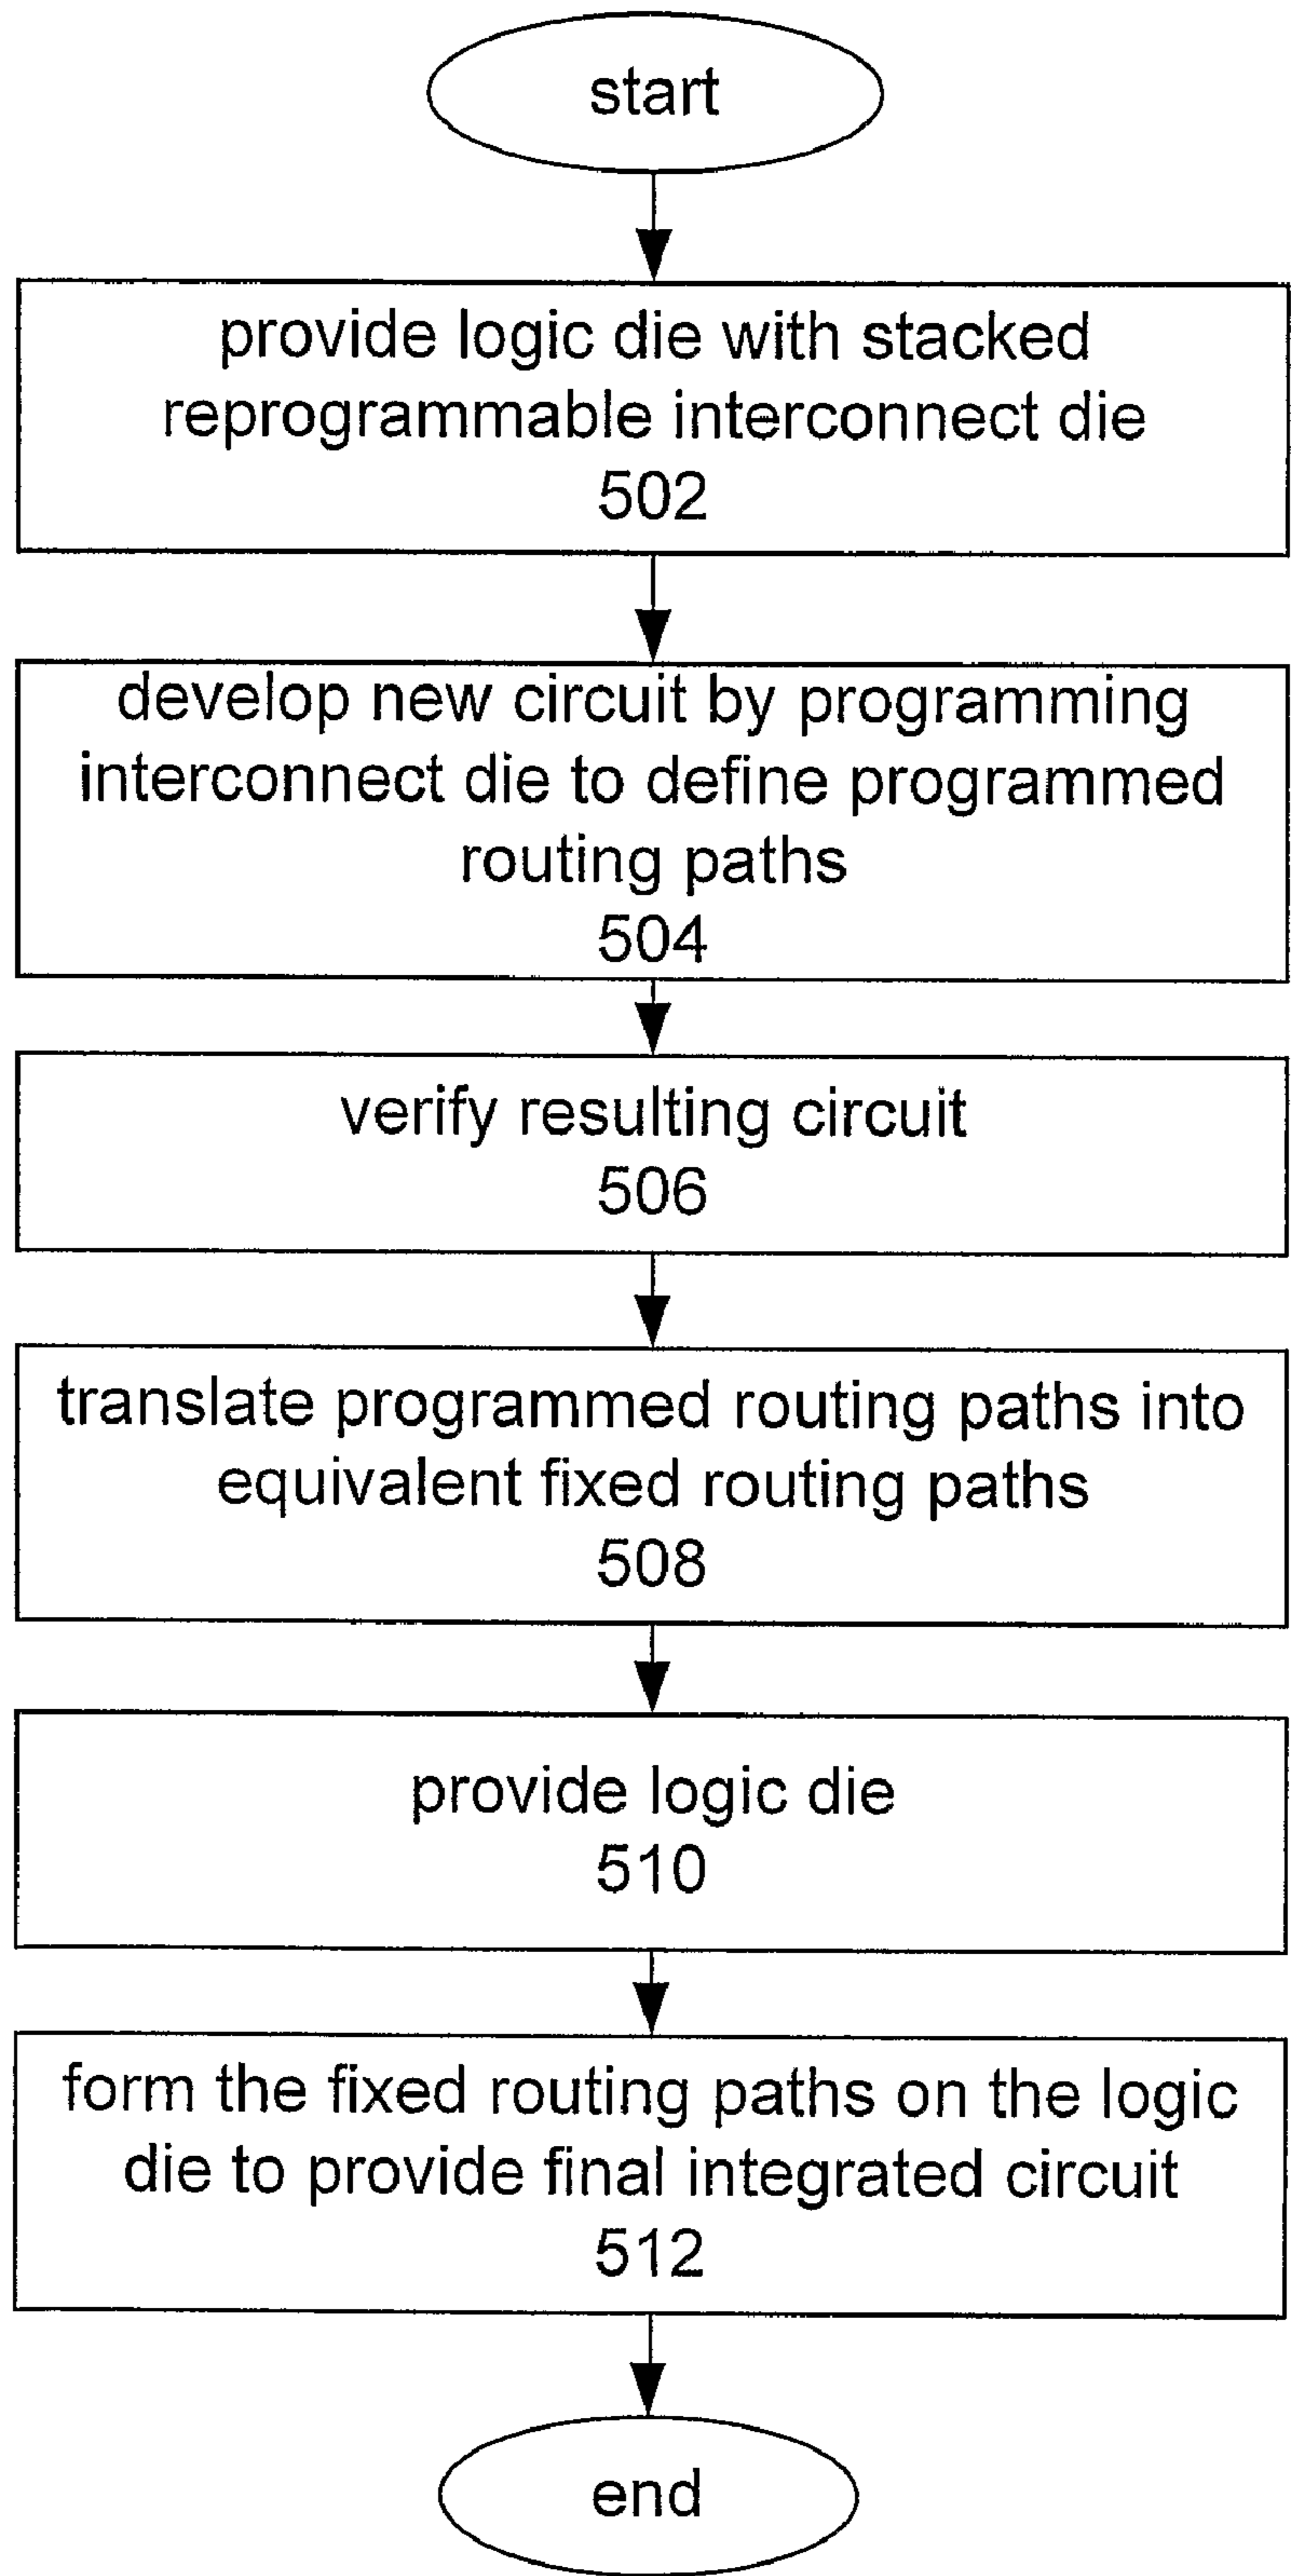 start
provide logic die with stacked
reprogrammable interconnect die
502
develop new circuit by programming
interconnect die to define programmed
routing paths
504
verify resulting circuit
506
translate programmed routing paths into
equivalent fixed routing paths
508
provide logic die
510
form the fixed routing paths on the logic
die to provide final integrated circuit
512
end